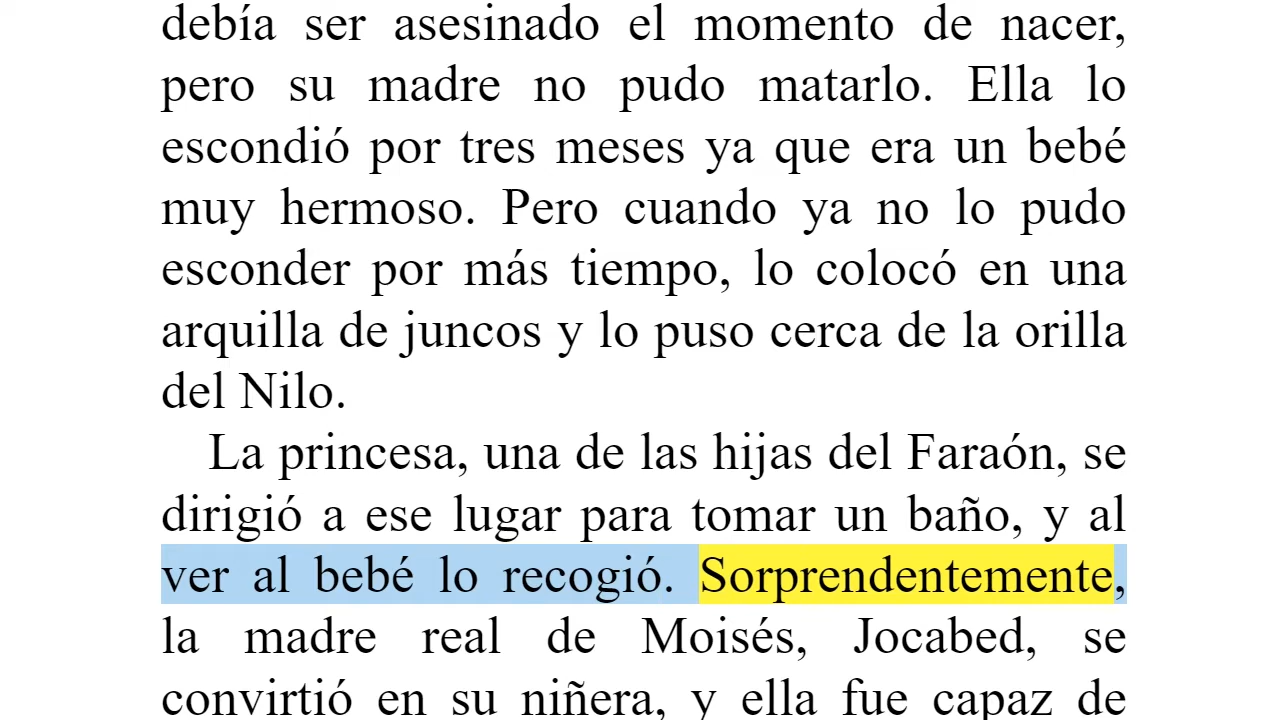 debía ser asesinado el momento de nacer,
pero su madre no pudo matarlo. Ella lo
escondió por tres meses ya que era un bebé
muy hermoso. Pero cuando ya no lo pudo
esconder por más tiempo, lo colocó en una
arquilla de juncos y lo puso cerca de la orilla
del Nilo.
La princesa, una de las hijas del Faraón, se
dirigió a ese lugar para tomar un baño, y al
ver al bebé lo recogió. Sorprendentemente,
la madre real de Moisés, Jocabed, se
convirtió en su niñera, y ella fue capaz de